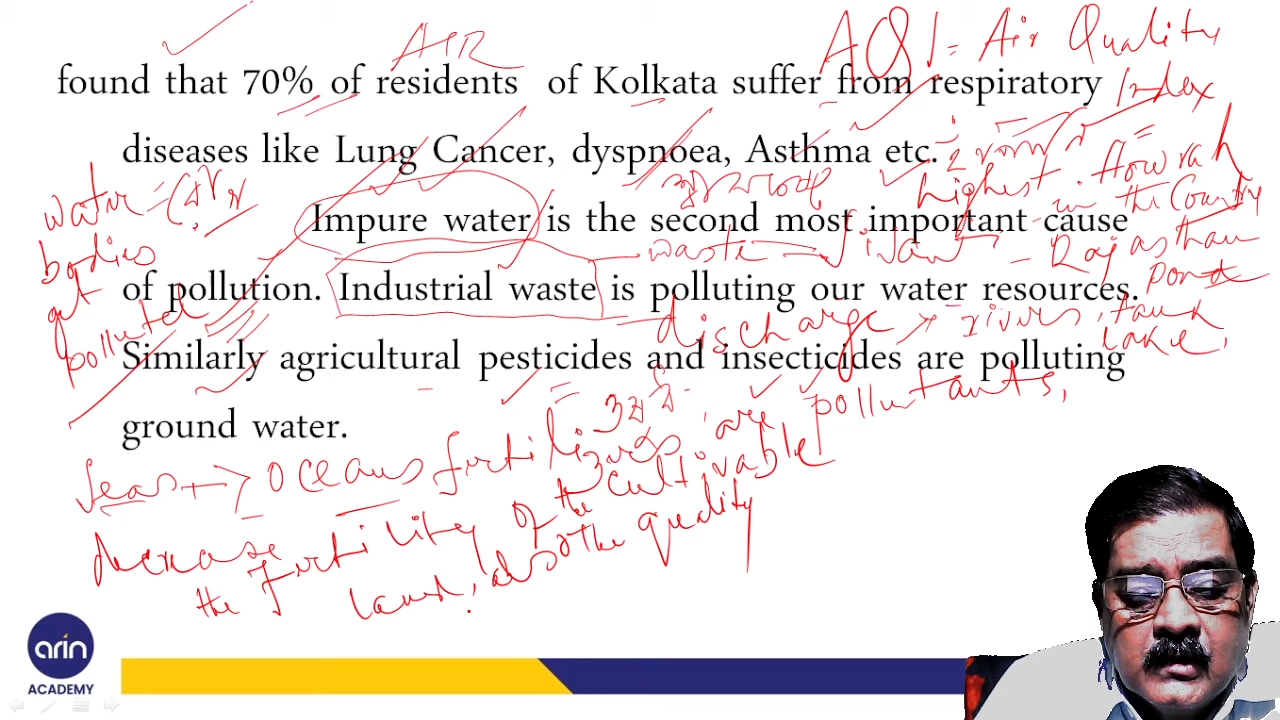 AIR
AQI = Air Quality
Index
found that 70% of residents of Kolkata suffer from respiratory
diseases like Lung Cancer, dyspnoea, Asthma etc.
highest Howrah
in the Country
water
bodies
get
polluted
Impure water is the second most important cause
waste
Rajasthan
of pollution. Industrial waste is polluting our water resources.
pond
discharge → rivers, tank
lake,
Similarly agricultural pesticides and insecticides are polluting
ground water.
Seas → Oceans fertilizers are pollutants,
decrease
the fertility of the cultivable
land, also the quality
arin
ACADEMY